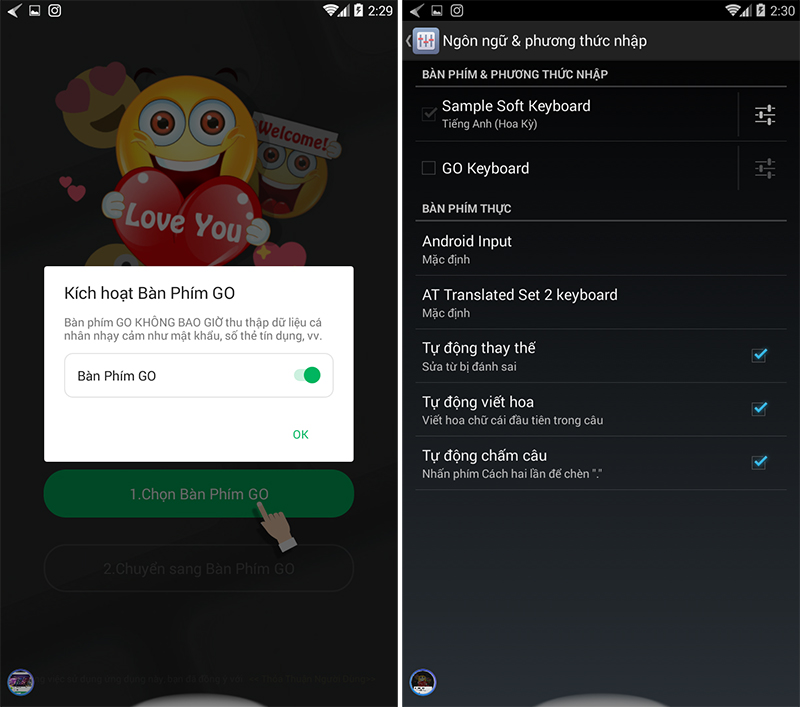 2:29
Welcome!
Love You
Kích hoạt Bàn Phím GO
Bàn phím GO KHÔNG BAO GIỜ thu thập dữ liệu cá
nhân nhạy cảm như mật khẩu, số thẻ tín dụng, vv.
Bàn Phím GO
OK
1.Chọn Bàn Phím GO
2.Chuyển sang Bàn Phím GO
2:30
Ngôn ngữ & phương thức nhập
BÀN PHÍM & PHƯƠNG THỨC NHẬP
Sample Soft Keyboard
Tiếng Anh (Hoa Kỳ)
GO Keyboard
BÀN PHÍM THỰC
Android Input
Mặc định
AT Translated Set 2 keyboard
Mặc định
Tự động thay thế
Sửa từ bị đánh sai
Tự động viết hoa
Viết hoa chữ cái đầu tiên trong câu
Tự động chấm câu
Nhấn phím Cách hai lần để chèn "."